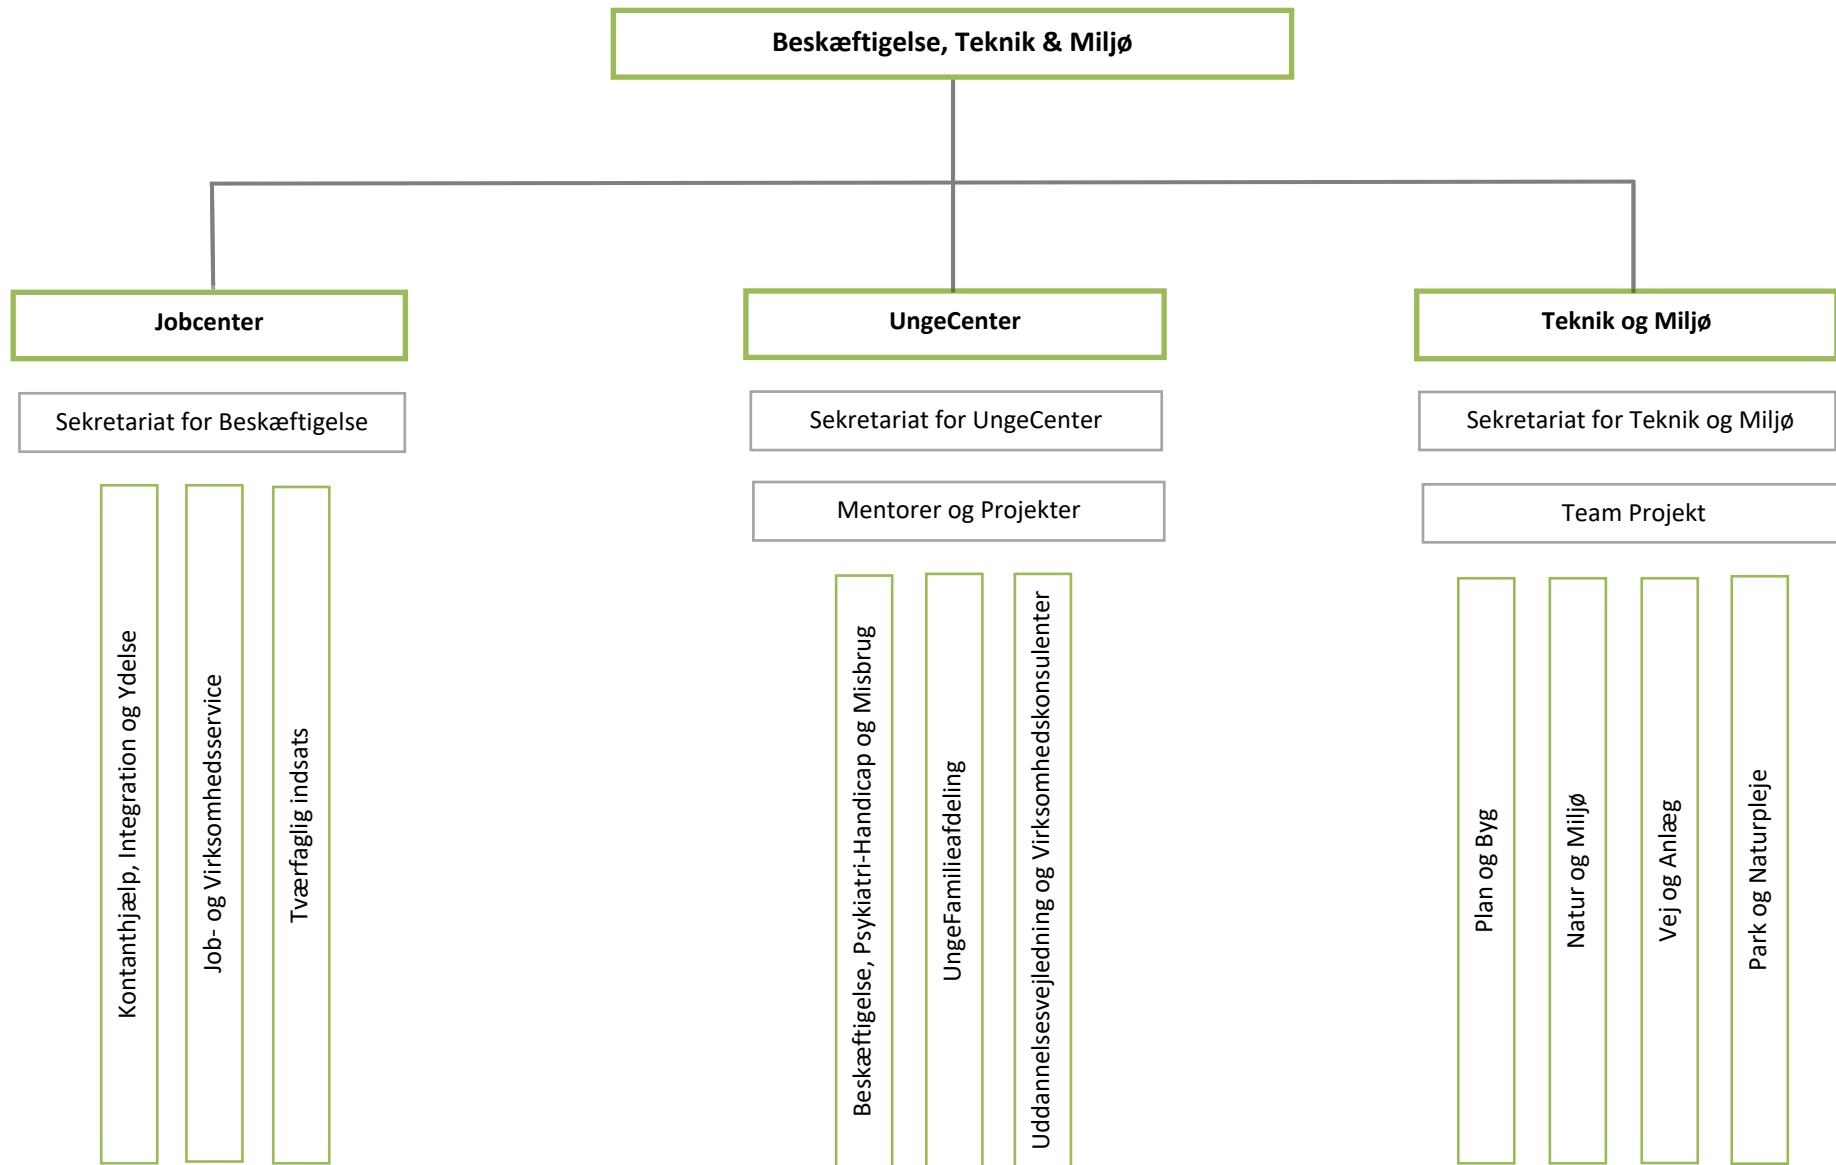 Beskæftigelse, Teknik & Miljø
Jobcenter
Sekretariat for Beskæftigelse
Kontanthjælp, Integration og Ydelse
Job- og Virksomhedsservice
Tværfaglig indsats
UngeCenter
Sekretariat for UngeCenter
Mentorer og Projekter
Beskæftigelse, Psykiatri-Handicap og Misbrug
UngeFamilieafdeling
Uddannelsesvejledning og Virksomhedskonsulenter
Teknik og Miljø
Sekretariat for Teknik og Miljø
Team Projekt
Plan og Byg
Natur og Miljø
Vej og Anlæg
Park og Naturpleje